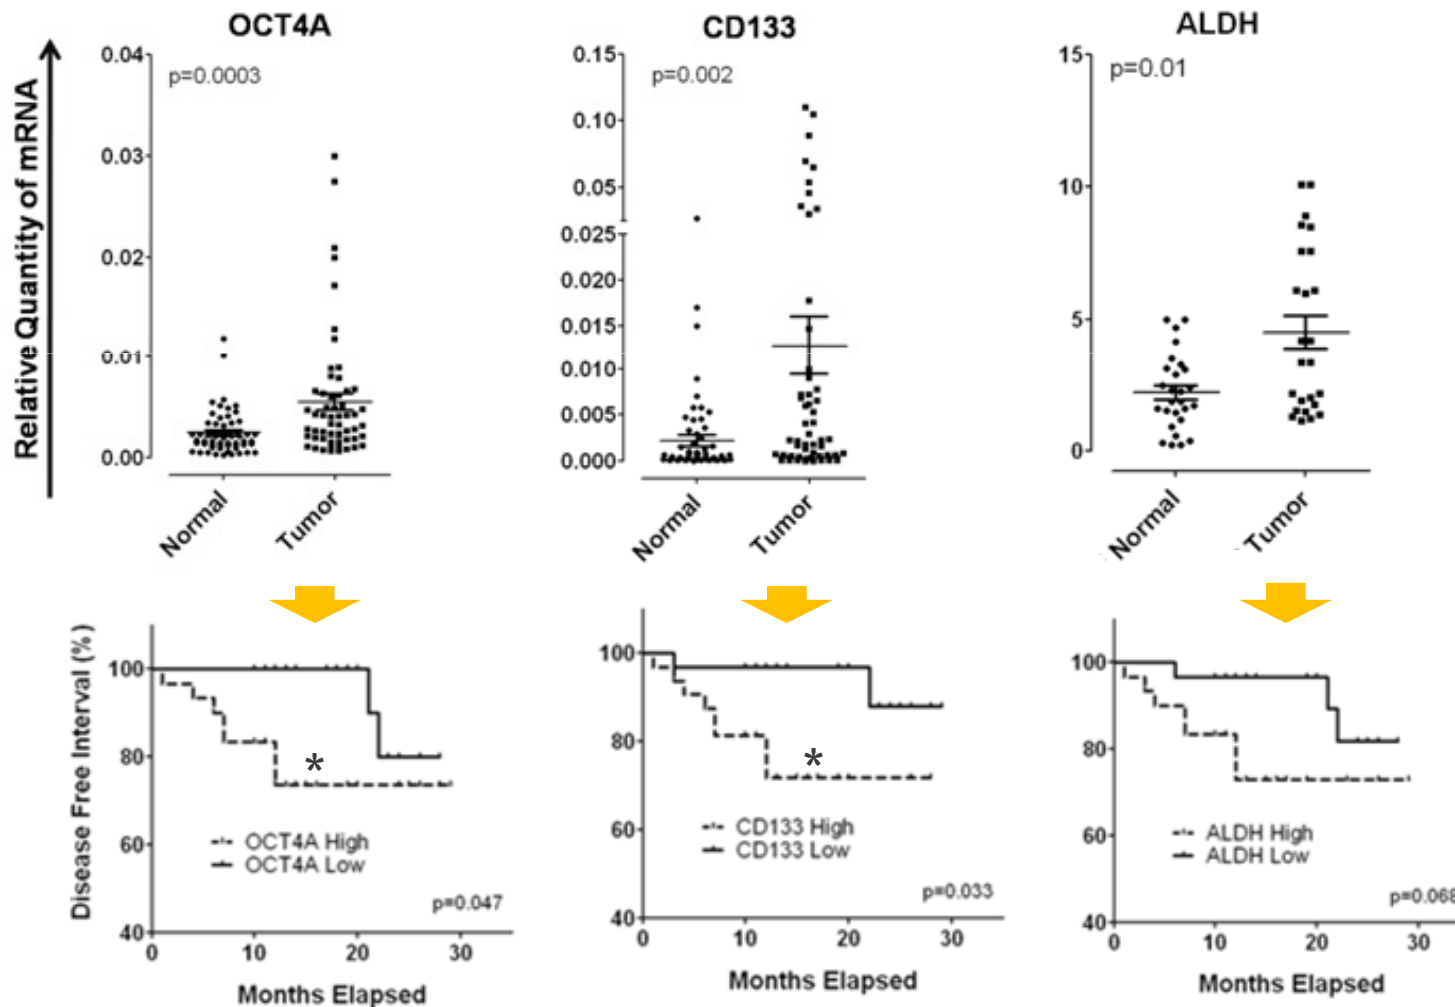 OCT4A
CD133
ALDH
Relative Quantity of mRNA
0.04
0.03
0.02
0.01
0.00
p=0.0003
Normal
Tumor
0.15
0.10
0.05
0.025
0.020
0.015
0.010
0.005
0.000
p=0.002
Normal
Tumor
15
10
5
0
p=0.01
Normal
Tumor
Disease Free Interval (%)
100
80
60
40
*
OCT4A High
OCT4A Low
p=0.047
0
10
20
30
Months Elapsed
100
80
60
40
*
CD133 High
CD133 Low
p=0.033
0
10
20
30
Months Elapsed
100
80
60
40
ALDH High
ALDH Low
p=0.068
0
10
20
30
Months Elapsed